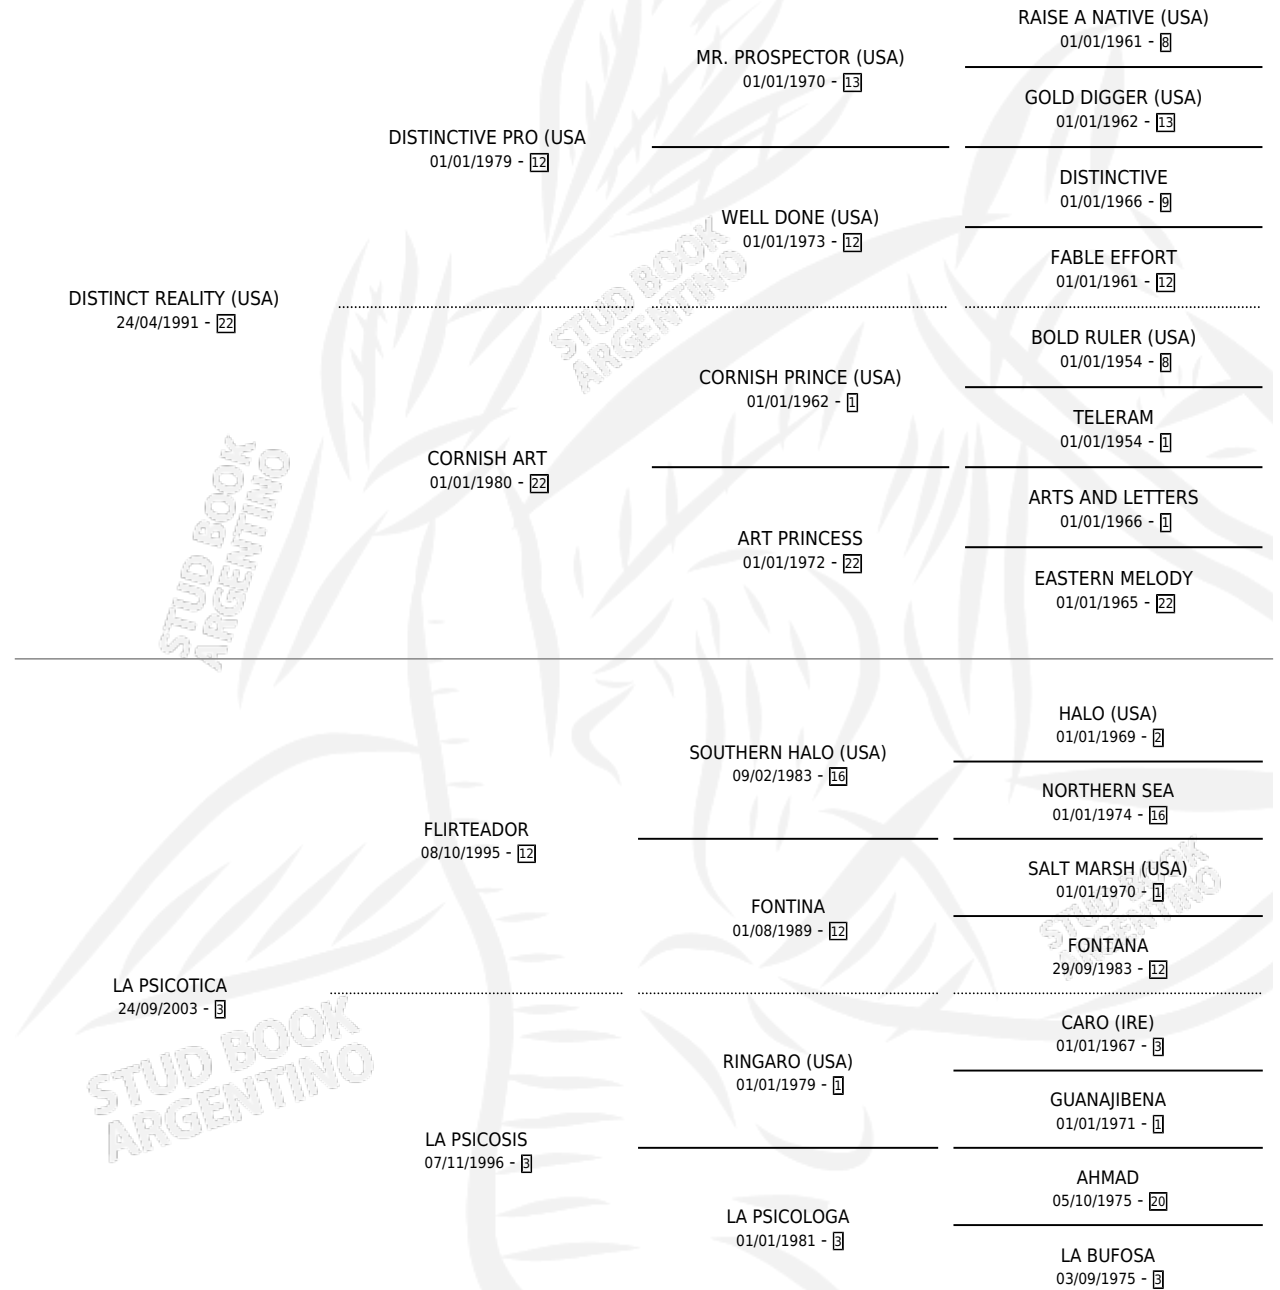 RAISE A NATIVE (USA)
01/01/1961 - 8
MR. PROSPECTOR (USA)
01/01/1970 - 13
GOLD DIGGER (USA)
01/01/1962 - 13
DISTINCTIVE PRO (USA
01/01/1979 - 12
DISTINCTIVE
01/01/1966 - 9
WELL DONE (USA)
01/01/1973 - 12
FABLE EFFORT
01/01/1961 - 12
DISTINCT REALITY (USA)
24/04/1991 - 22
STUD BOOK
ARGENTINO
BOLD RULER (USA)
01/01/1954 - 8
CORNISH PRINCE (USA)
01/01/1962 - 1
TELERAM
01/01/1954 - 1
CORNISH ART
01/01/1980 - 22
ARTS AND LETTERS
01/01/1966 - 1
ART PRINCESS
01/01/1972 - 22
EASTERN MELODY
01/01/1965 - 22
STUD BOOK
ARGENTINO
HALO (USA)
01/01/1969 - 2
SOUTHERN HALO (USA)
09/02/1983 - 16
NORTHERN SEA
01/01/1974 - 16
FLIRTEADOR
08/10/1995 - 12
SALT MARSH (USA)
01/01/1970 - 1
FONTINA
01/08/1989 - 12
STUD BOOK
ARGENTINO
FONTANA
29/09/1983 - 12
LA PSICOTICA
24/09/2003 - 3
CARO (IRE)
01/01/1967 - 3
RINGARO (USA)
01/01/1979 - 1
GUANAJIBENA
01/01/1971 - 1
STUD BOOK
ARGENTINO
LA PSICOSIS
07/11/1996 - 3
AHMAD
05/10/1975 - 20
LA PSICOLOGA
01/01/1981 - 3
LA BUFOSA
03/09/1975 - 3